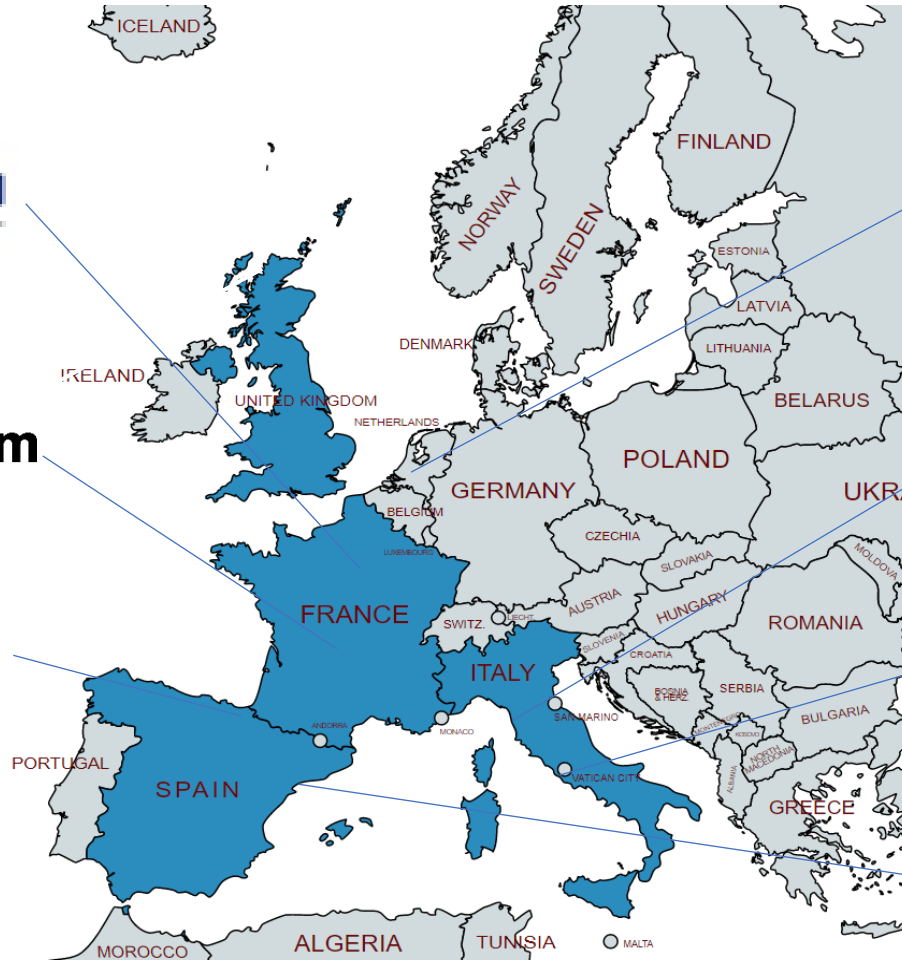 ICELAND
FINLAND
NORWAY
SWEDEN
ESTONIA
LATVIA
DENMARK
LITHUANIA
IRELAND
UNITED KINGDOM
BELARUS
NETHERLANDS
m
POLAND
GERMANY
UKRA
BELGIUM
CZECHIA
LUXEMBOURG
SLOVAKIA
MOLDOVA
AUSTRIA
HUNGARY
FRANCE
SWITZ.
LIECHT.
ROMANIA
SLOVENIA
CROATIA
ITALY
SERBIA
BOSNIA
& HERZ.
SAN MARINO
BULGARIA
MONTENEGRO
KOSOVO
ANDORRA
MONACO
NORTH
MACEDONIA
PORTUGAL
SPAIN
VATICAN CITY
ALBANIA
GREECE
MOROCCO
ALGERIA
TUNISIA
MALTA